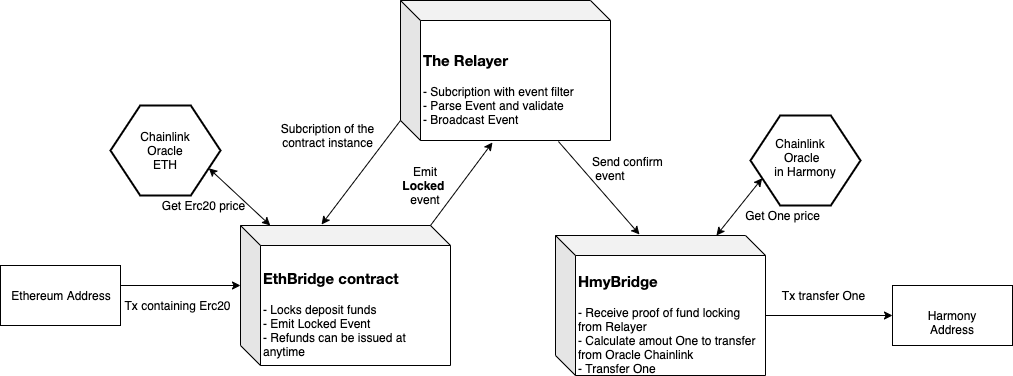 The Relayer
- Subcription with event filter
- Parse Event and validate
- Broadcast Event
Chainlink
Oracle
ETH
Subcription of the
contract instance
Emit
Locked
event
Send confirm
event
Chainlink
Oracle
in Harmony
Get Erc20 price
Get One price
Ethereum Address
Tx containing Erc20
EthBridge contract
- Locks deposit funds
- Emit Locked Event
- Refunds can be issued at
anytime
HmyBridge
- Receive proof of fund locking
from Relayer
- Calculate amout One to transfer
from Oracle Chainlink
- Transfer One
Tx transfer One
Harmony
Address